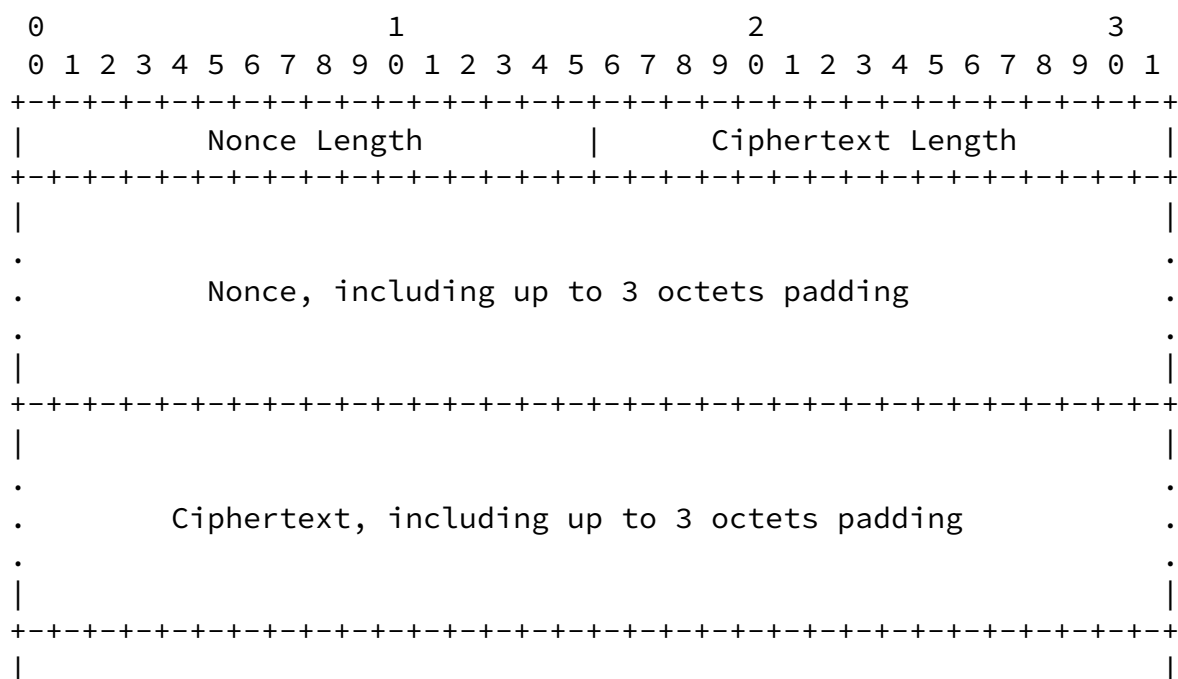 0                   1                   2                   3
 0 1 2 3 4 5 6 7 8 9 0 1 2 3 4 5 6 7 8 9 0 1 2 3 4 5 6 7 8 9 0 1
+-+-+-+-+-+-+-+-+-+-+-+-+-+-+-+-+-+-+-+-+-+-+-+-+-+-+-+-+-+-+-+-+
|          Nonce Length         |      Ciphertext Length        |
+-+-+-+-+-+-+-+-+-+-+-+-+-+-+-+-+-+-+-+-+-+-+-+-+-+-+-+-+-+-+-+-+
|                                                               |
.                                                               .
.          Nonce, including up to 3 octets padding              .
.                                                               .
|                                                               |
+-+-+-+-+-+-+-+-+-+-+-+-+-+-+-+-+-+-+-+-+-+-+-+-+-+-+-+-+-+-+-+-+
|                                                               |
.                                                               .
.        Ciphertext, including up to 3 octets padding           .
.                                                               .
|                                                               |
+-+-+-+-+-+-+-+-+-+-+-+-+-+-+-+-+-+-+-+-+-+-+-+-+-+-+-+-+-+-+-+-+
|                                                               |